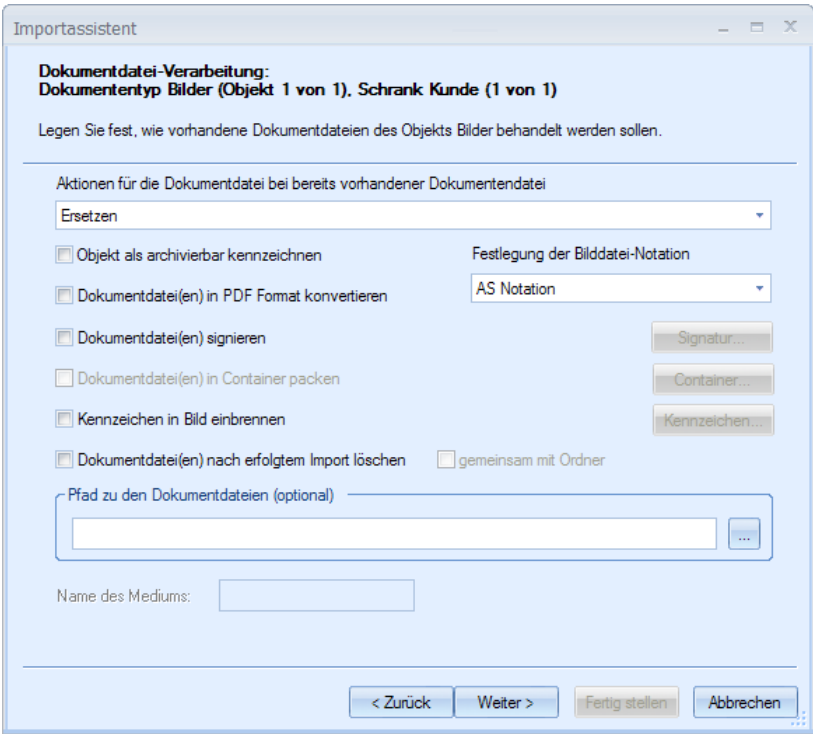 Importassistent
Dokumentdatei-Verarbeitung:
Dokumententyp Bilder (Objekt 1 von 1), Schrank Kunde (1 von 1)
Legen Sie fest, wie vorhandene Dokumentdateien des Objekts Bilder behandelt werden sollen.
Aktionen für die Dokumentdatei bei bereits vorhandener Dokumentendatei
Ersetzen
Objekt als archivierbar kennzeichnen
Festlegung der Bilddatei-Notation
Dokumentdatei(en) in PDF Format konvertieren
AS Notation
Dokumentdatei(en) signieren
Signatur...
Dokumentdatei(en) in Container packen
Container...
Kennzeichen in Bild einbrennen
Kennzeichen...
Dokumentdatei(en) nach erfolgtem Import löschen
gemeinsam mit Ordner
Pfad zu den Dokumentdateien (optional)
...
Name des Mediums:
< Zurück
Weiter >
Fertig stellen
Abbrechen